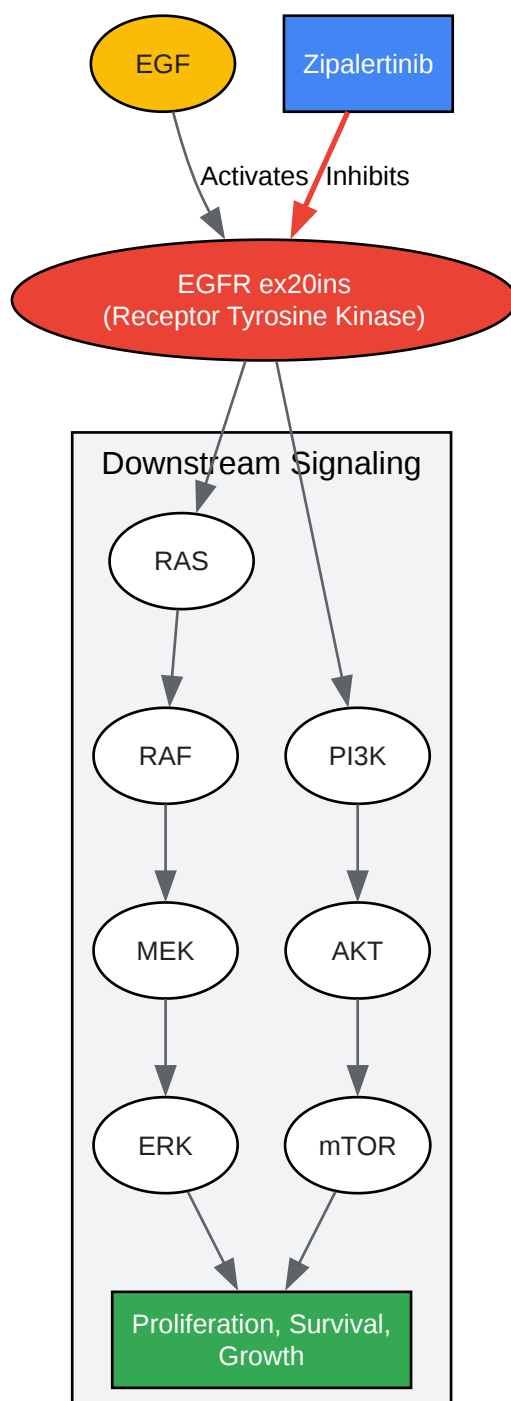 EGF
Zipalertinib
Activates
Inhibits
EGFR ex20ins
(Receptor Tyrosine Kinase)
Downstream Signaling
RAS
RAF
PI3K
MEK
AKT
ERK
mTOR
Proliferation, Survival,
Growth